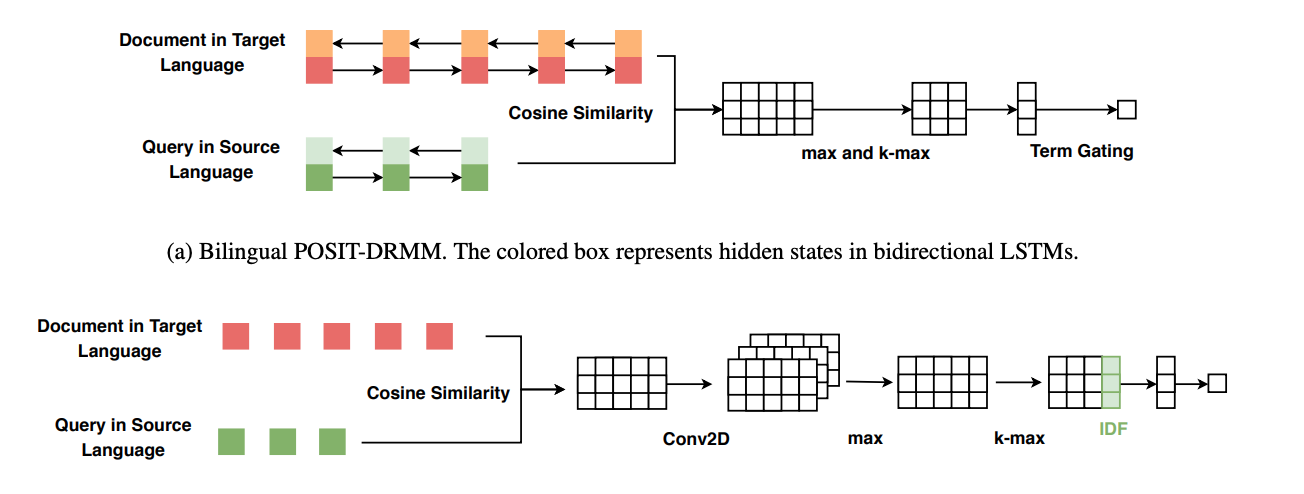 Document in Target
Language
Cosine Similarity
Query in Source
Language
max and k-max
Term Gating
(a) Bilingual POSIT-DRMM. The colored box represents hidden states in bidirectional LSTMs.
Document in Target
Language
Cosine Similarity
Query in Source
Language
Conv2D
max
k-max
IDF